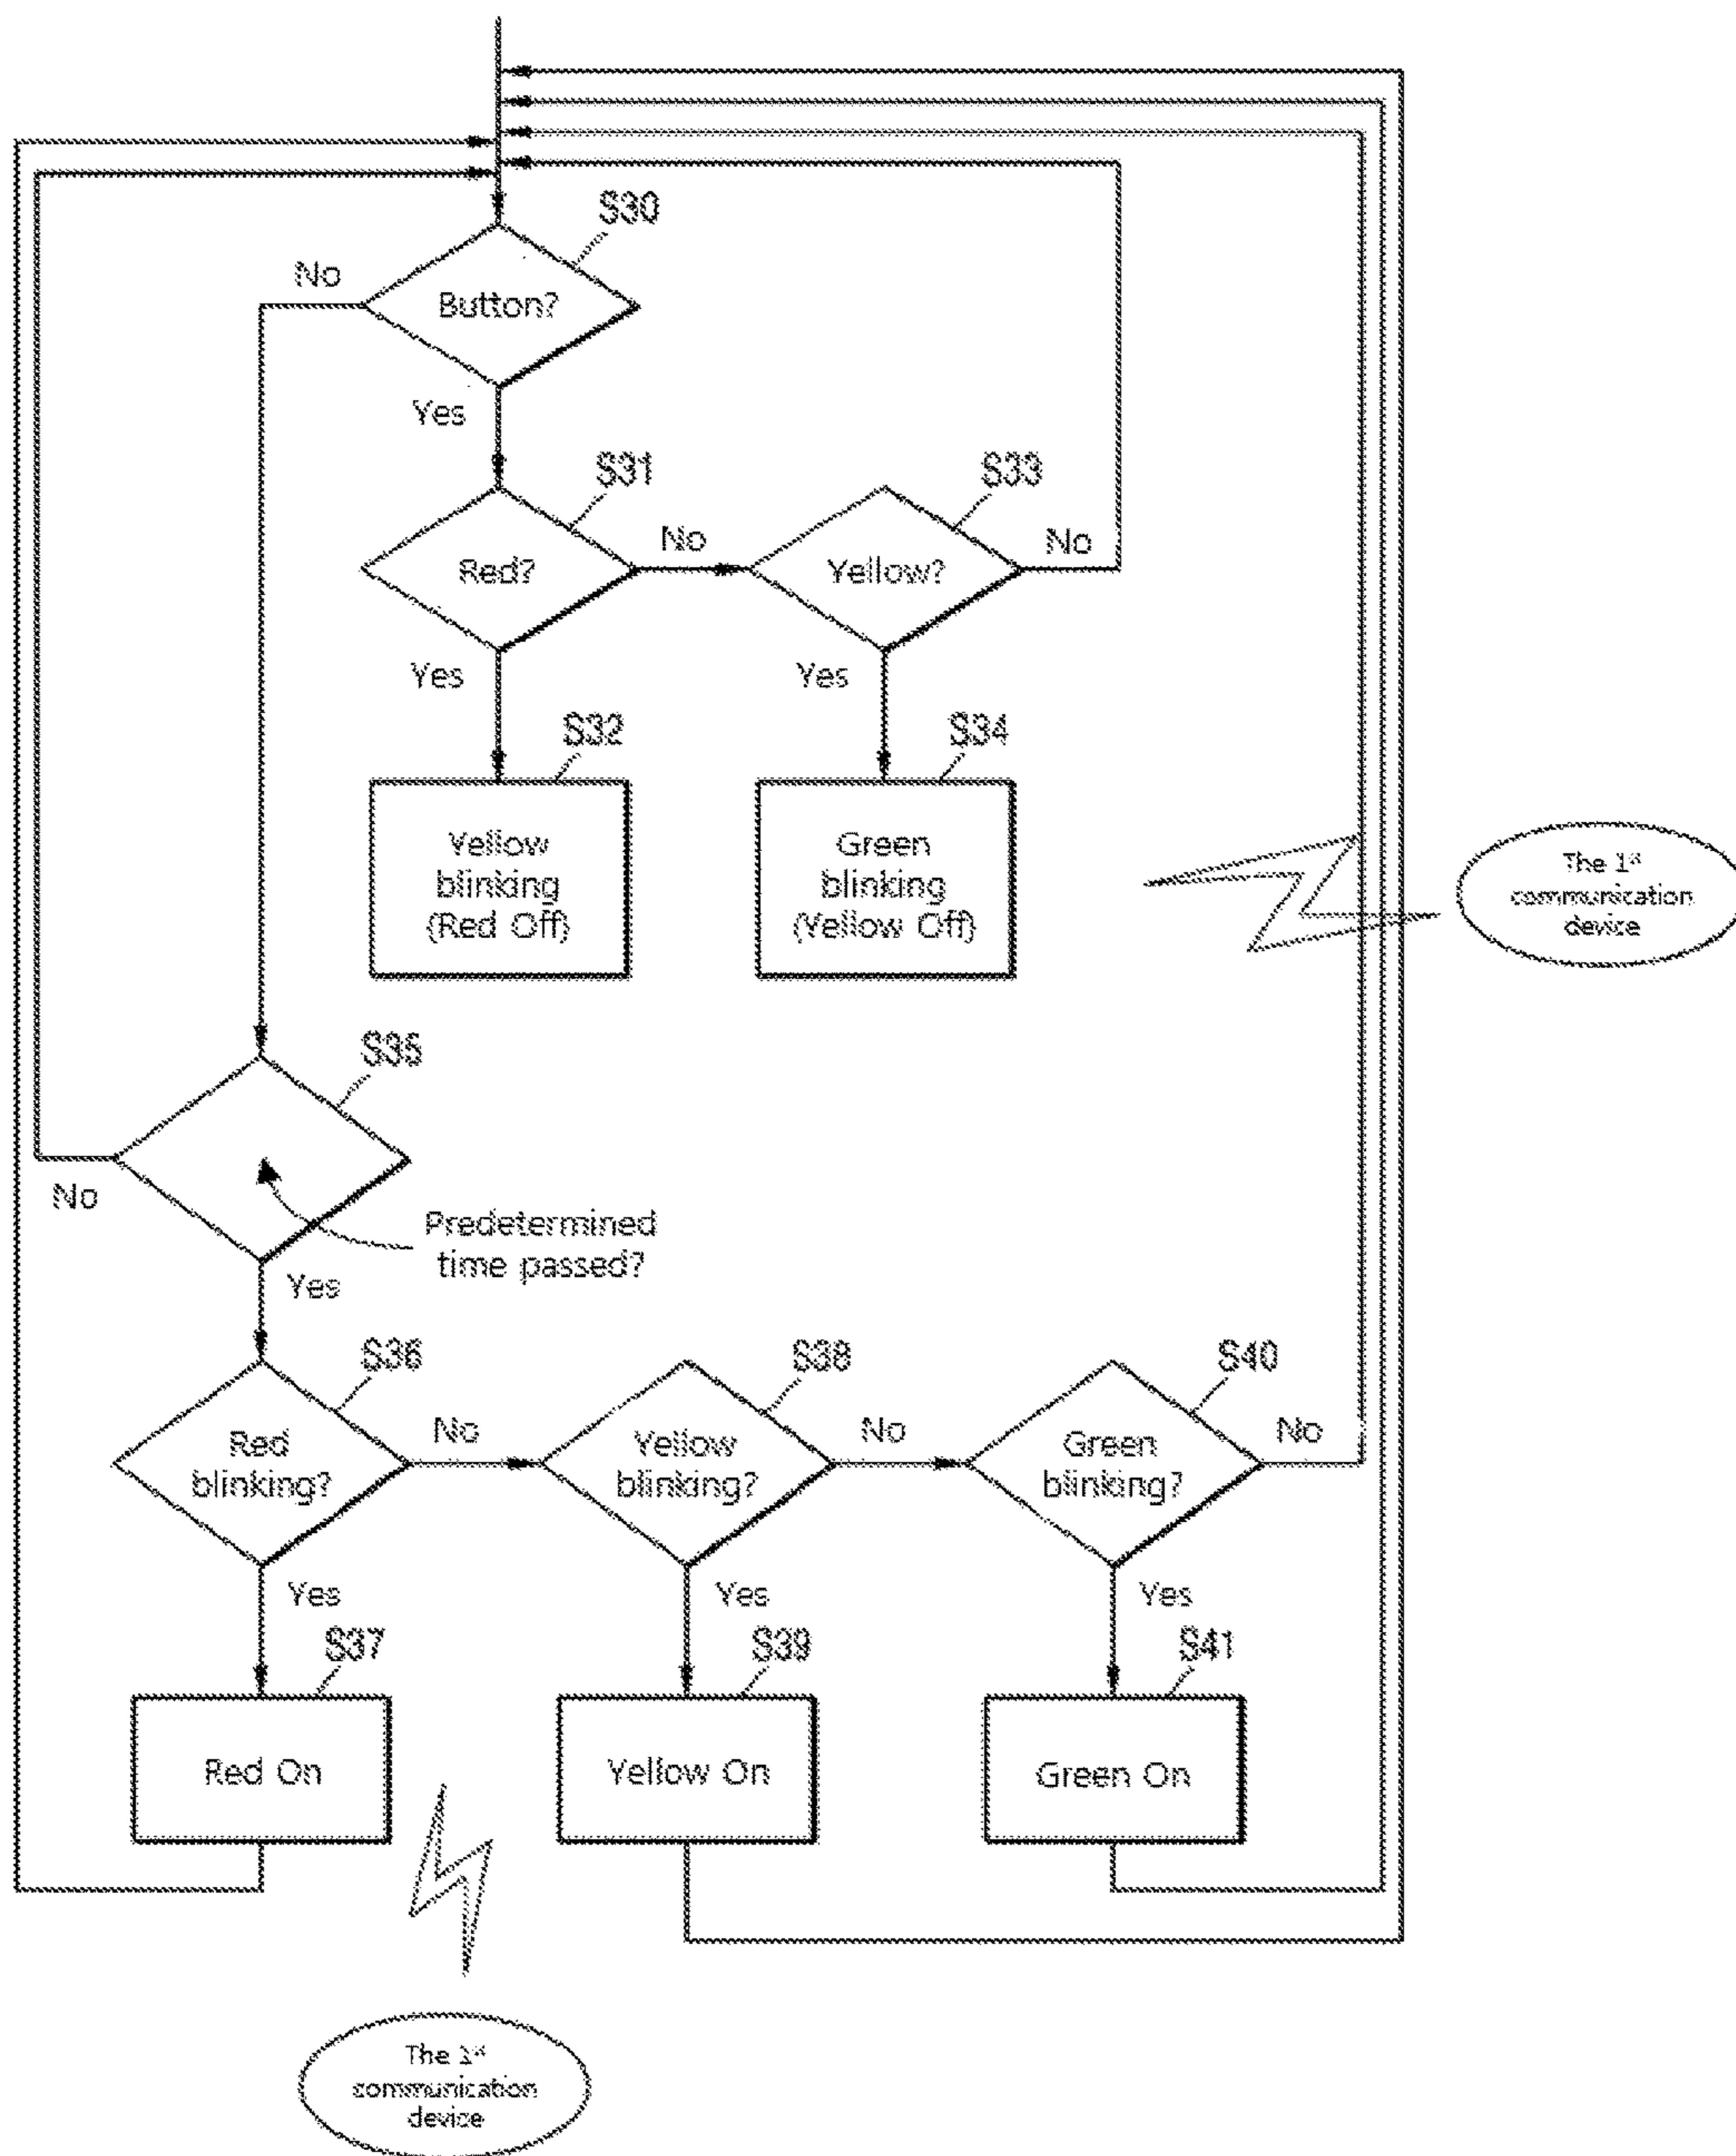 S30
No
Button?
Yes
S31
S33
No
No
Red?
Yellow?
Yes
Yes
S32
S34
Yellow
blinking
(Red Off)
Green
blinking
(Yellow Off)
The 1st
communication
device
S35
No
Predetermined
time passed?
Yes
S36
S38
S40
No
No
No
Red
blinking?
Yellow
blinking?
Green
blinking?
Yes
Yes
Yes
S37
S39
S41
Red On
Yellow On
Green On
The 1st
communication
device